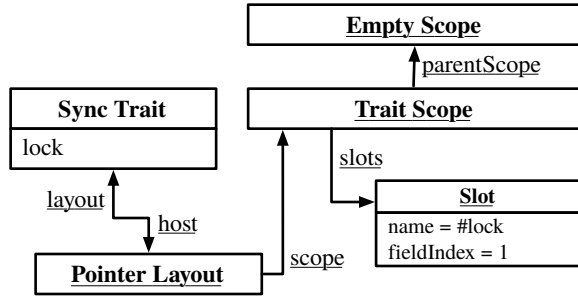 Empty Scope
parentScope
Sync Trait
lock
Trait Scope
slots
layout
host
Slot
name = #lock
fieldIndex = 1
Pointer Layout
scope